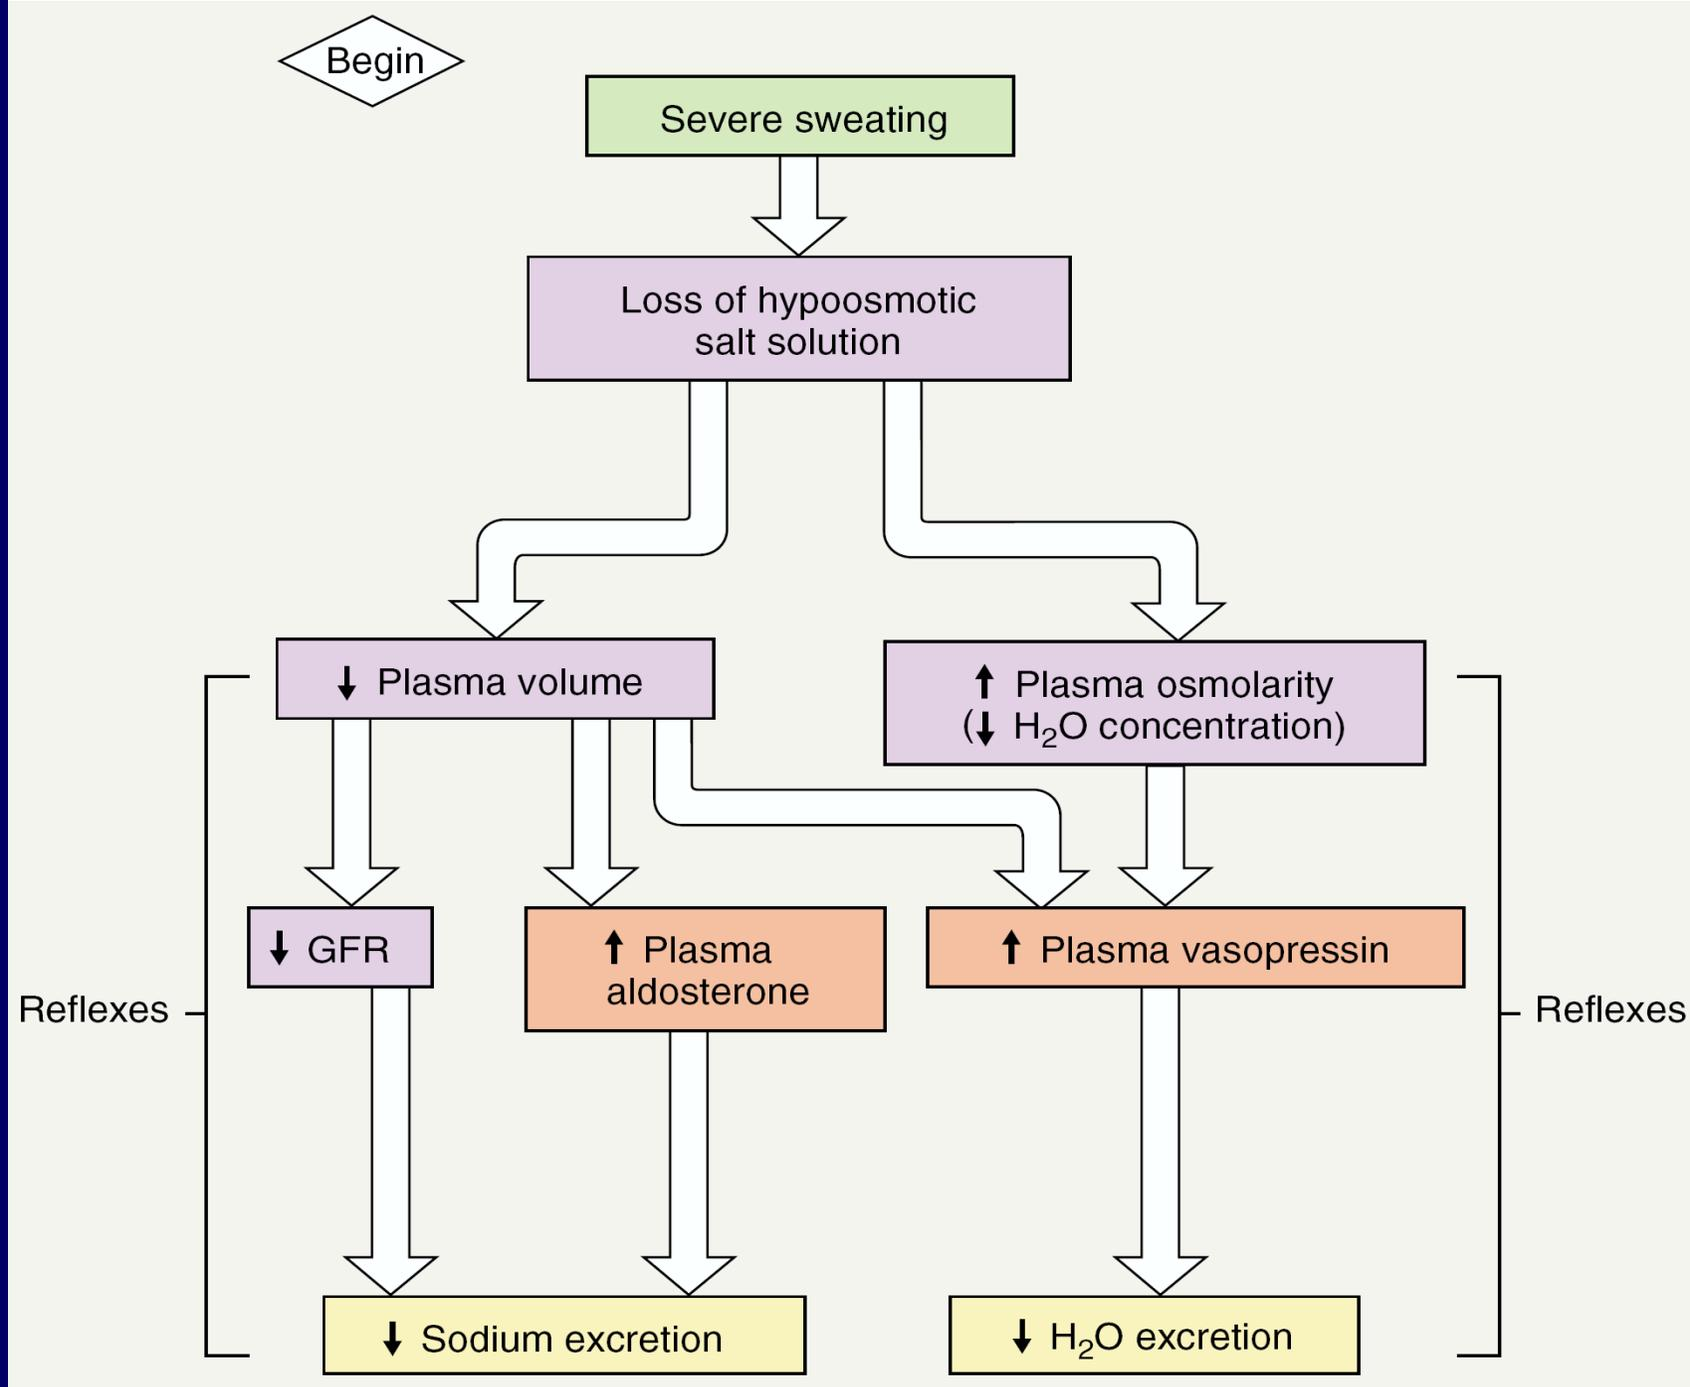 Begin
Severe sweating
Loss of hypoosmotic
salt solution
↓ Plasma volume
↑ Plasma osmolarity
(↓ H₂O concentration)
↓ GFR
↑ Plasma
aldosterone
↑ Plasma vasopressin
Reflexes
Reflexes
↓ Sodium excretion
↓ H₂O excretion